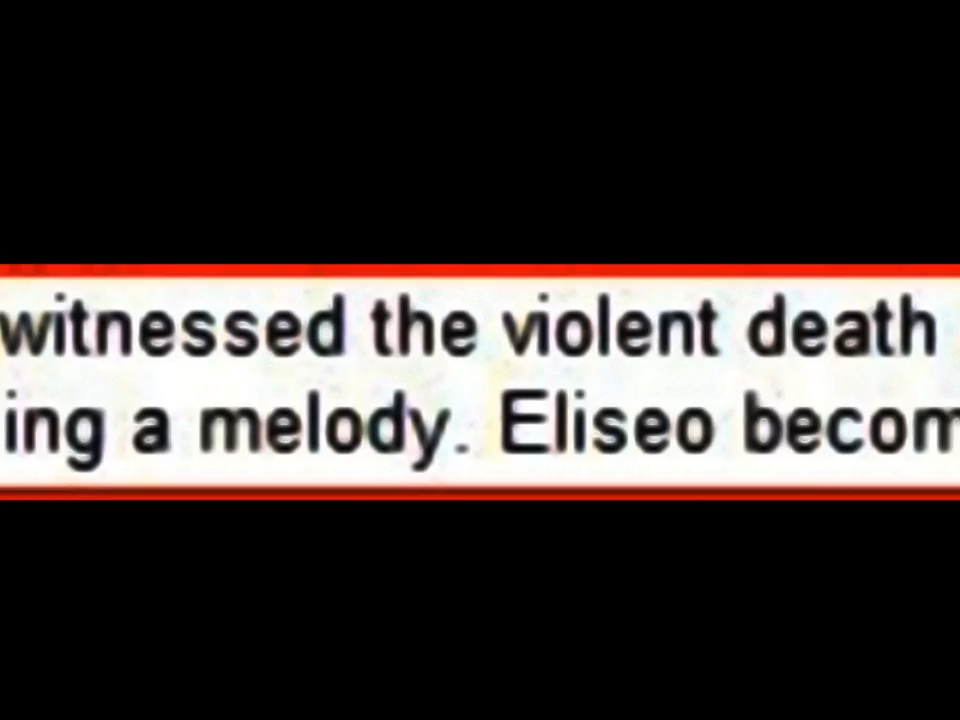 witnessed the violent death
ing a melody. Eliseo becom